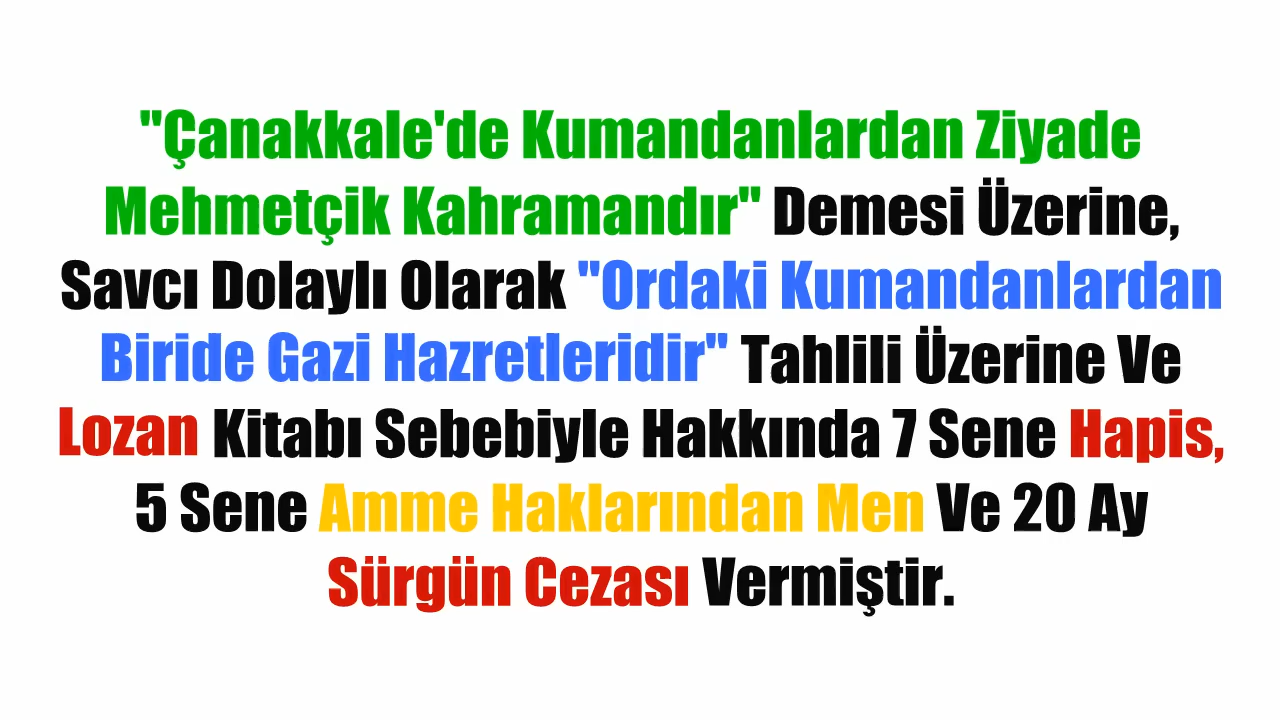 "Çanakkale'de Kumandanlardan Ziyade
Mehmetçik Kahramandır" Demesi Üzerine,
Savcı Dolaylı Olarak "Ordaki Kumandanlardan
Biride Gazi Hazretleridir" Tahlili Üzerine Ve
Lozan Kitabı Sebebiyle Hakkında 7 Sene Hapis,
5 Sene Amme Haklarından Men Ve 20 Ay
Sürgün Cezası Vermiştir.